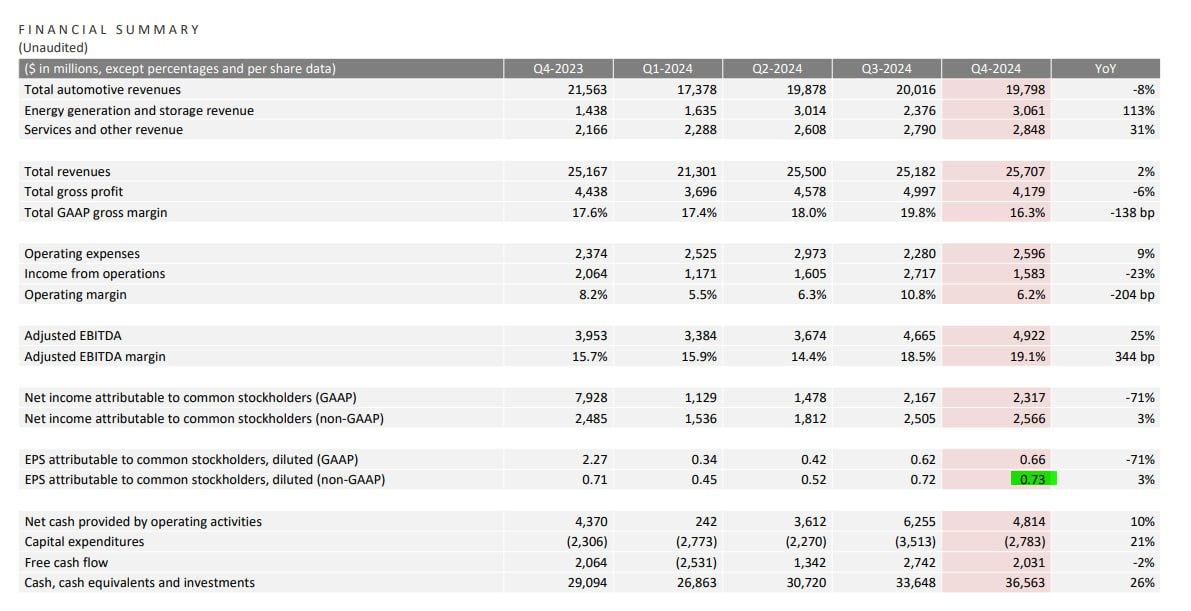 FINANCIAL SUMMARY
(Unaudited)
($ in millions, except percentages and per share data) Q4-2023 Q1-2024 Q2-2024 Q3-2024 Q4-2024 YoY
Total automotive revenues 21,563 17,378 19,878 20,016 19,798 -8%
Energy generation and storage revenue 1,438 1,635 3,014 2,376 3,061 113%
Services and other revenue 2,166 2,288 2,608 2,790 2,848 31%
Total revenues 25,167 21,301 25,500 25,182 25,707 2%
Total gross profit 4,438 3,696 4,578 4,997 4,179 -6%
Total GAAP gross margin 17.6% 17.4% 18.0% 19.8% 16.3% -138 bp
Operating expenses 2,374 2,525 2,973 2,280 2,596 9%
Income from operations 2,064 1,171 1,605 2,717 1,583 -23%
Operating margin 8.2% 5.5% 6.3% 10.8% 6.2% -204 bp
Adjusted EBITDA 3,953 3,384 3,674 4,665 4,922 25%
Adjusted EBITDA margin 15.7% 15.9% 14.4% 18.5% 19.1% 344 bp
Net income attributable to common stockholders (GAAP) 7,928 1,129 1,478 2,167 2,317 -71%
Net income attributable to common stockholders (non-GAAP) 2,485 1,536 1,812 2,505 2,566 3%
EPS attributable to common stockholders, diluted (GAAP) 2.27 0.34 0.42 0.62 0.66 -71%
EPS attributable to common stockholders, diluted (non-GAAP) 0.71 0.45 0.52 0.72 0.73 3%
Net cash provided by operating activities 4,370 242 3,612 6,255 4,814 10%
Capital expenditures (2,306) (2,773) (2,270) (3,513) (2,783) 21%
Free cash flow 2,064 (2,531) 1,342 2,742 2,031 -2%
Cash, cash equivalents and investments 29,094 26,863 30,720 33,648 36,563 26%